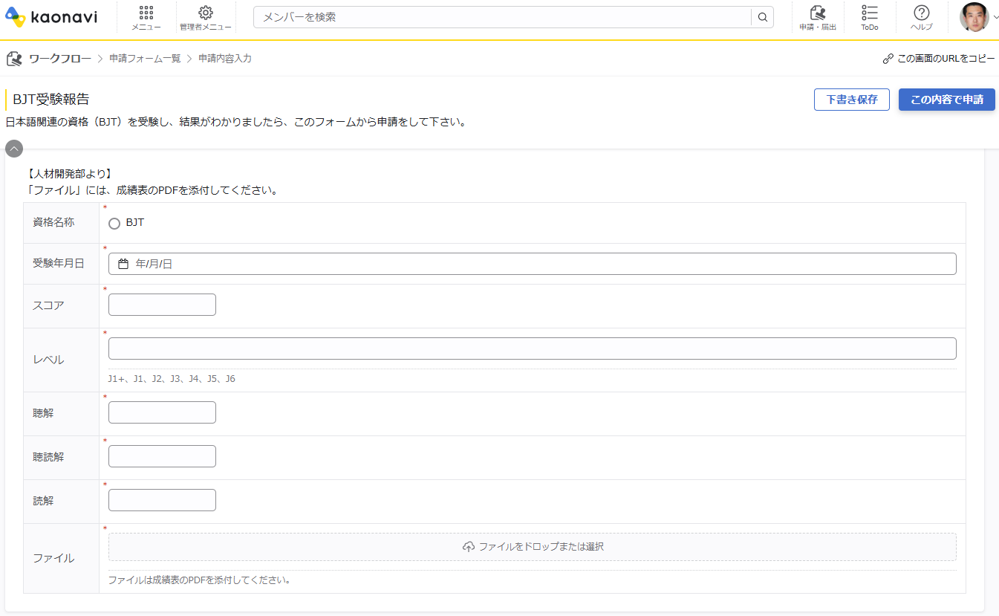 kaonavi
メニュー
管理者メニュー
メンバーを検索
申請・届出
ToDo
ヘルプ
ワークフロー > 申請フォーム一覧 > 申請内容入力
この画面のURLをコピー
BJT受験報告
下書き保存
この内容で申請
日本語関連の資格（BJT）を受験し、結果がわかりましたら、このフォームから申請をして下さい。
【人材開発部より】
「ファイル」には、成績表のPDFを添付してください。
資格名称
*
BJT
受験年月日
*
年/月/日
スコア
*
レベル
*
J1+、J1、J2、J3、J4、J5、J6
聴解
*
聴読解
*
読解
*
ファイル
*
ファイルをドロップまたは選択
ファイルは成績表のPDFを添付してください。